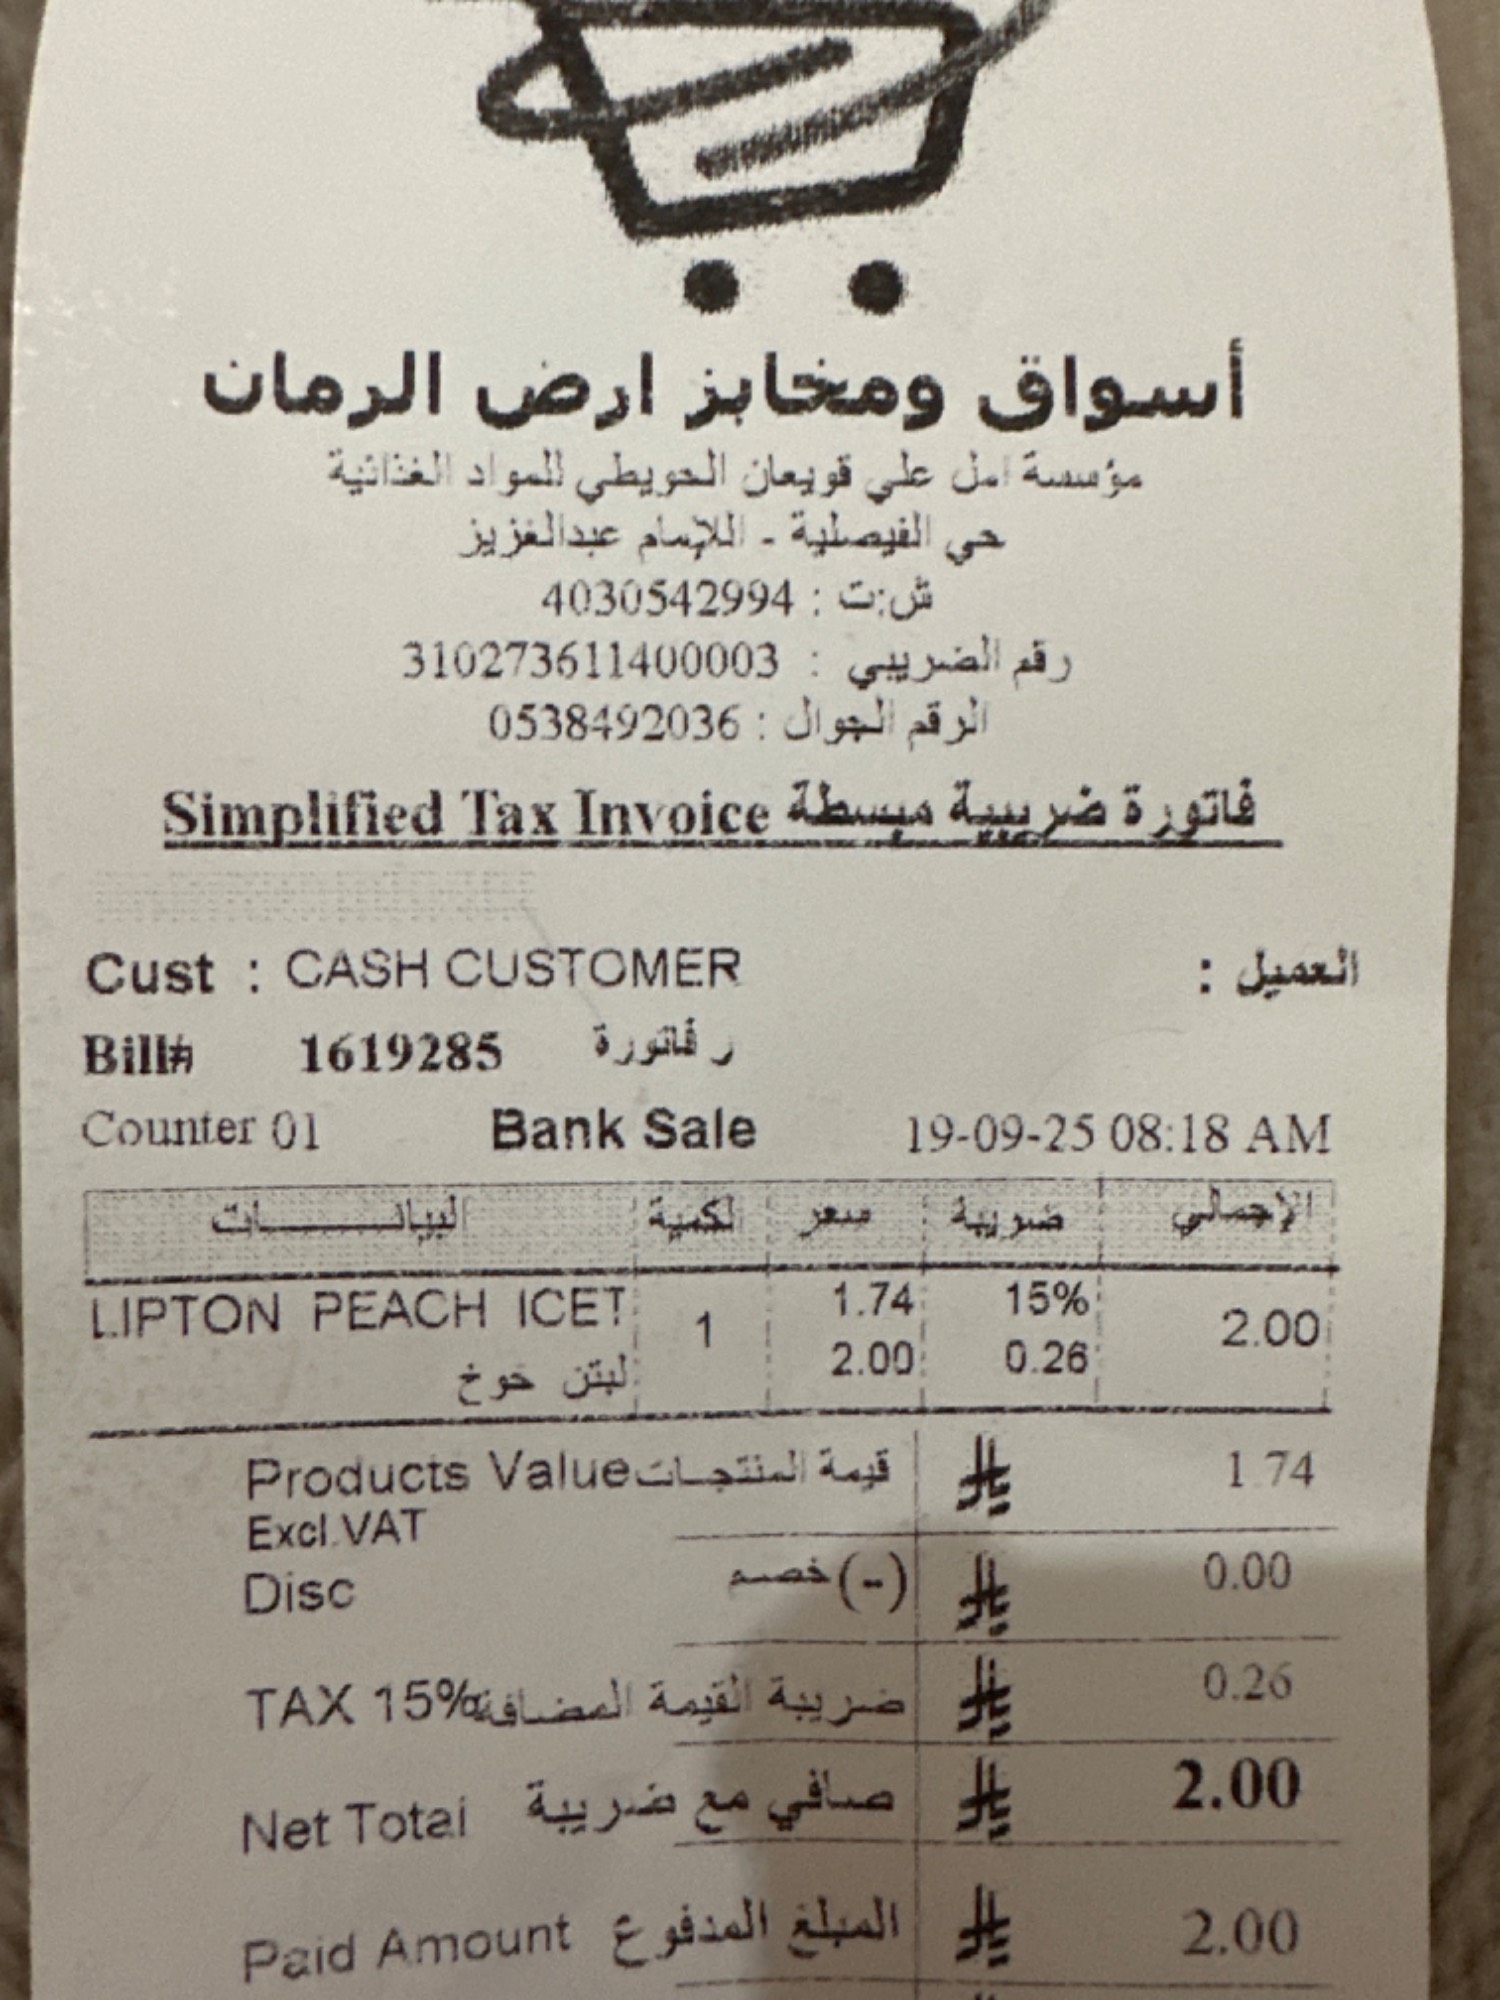 أسواق ومخابز ارض الرمان
مؤسسة امل علي قويعان الحويطي للمواد الغذائية
حي الفيصلية - اللإمام عبدالعزيز
ش:ت : 4030542994
رقم الضريبي : 310273611400003
الرقم الجوال : 0538492036
Simplified Tax Invoice فاتورة ضريبية مبسطة
Cust : CASH CUSTOMER العميل :
Bill# 1619285 ر فاتورة
Counter 01 Bank Sale 19-09-25 08:18 AM
البيانــــــــات الكمية سعر ضريبة الإجمالي
LIPTON PEACH ICET 1 1.74 15% 2.00
لبتن خوخ 2.00 0.26
Products Value قيمة المنتجات 1.74
Excl.VAT
Disc خصم (-) 0.00
TAX 15% ضريبة القيمة المضافة 0.26
Net Total صافي مع ضريبة 2.00
Paid Amount المبلغ المدفوع 2.00